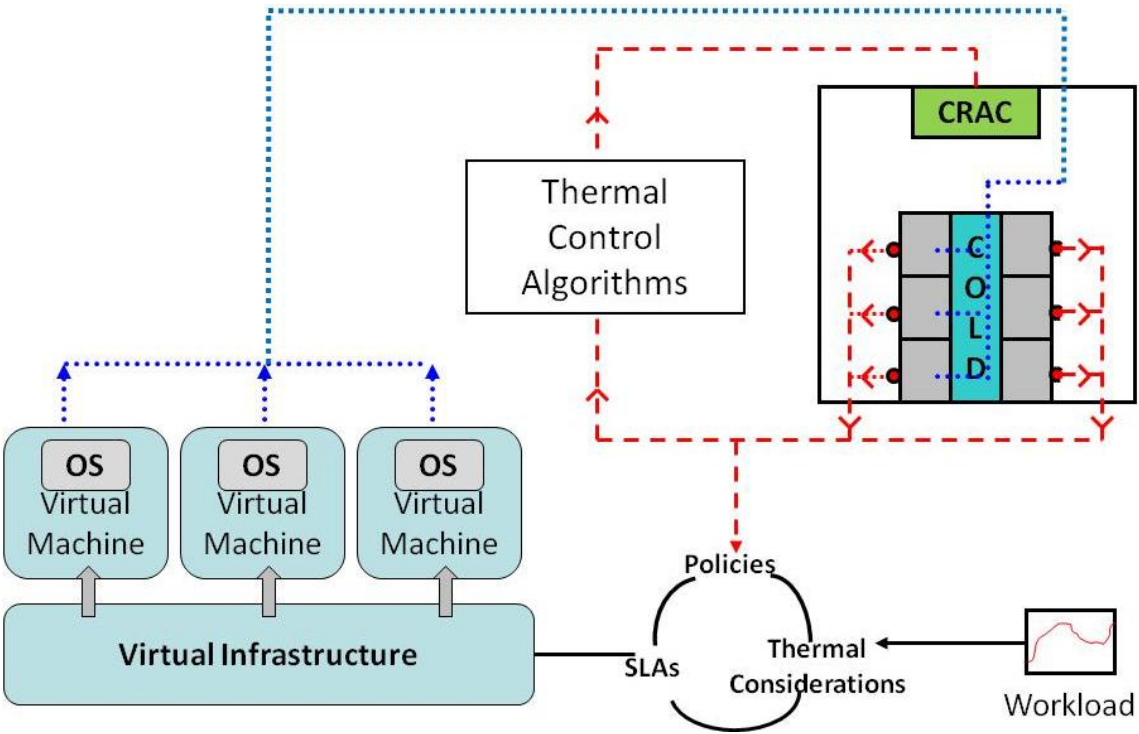 CRAC
Thermal
Control
Algorithms
C
O
L
D
OS
Virtual
Machine
OS
Virtual
Machine
OS
Virtual
Machine
Policies
Virtual Infrastructure
SLAs
Thermal
Considerations
Workload